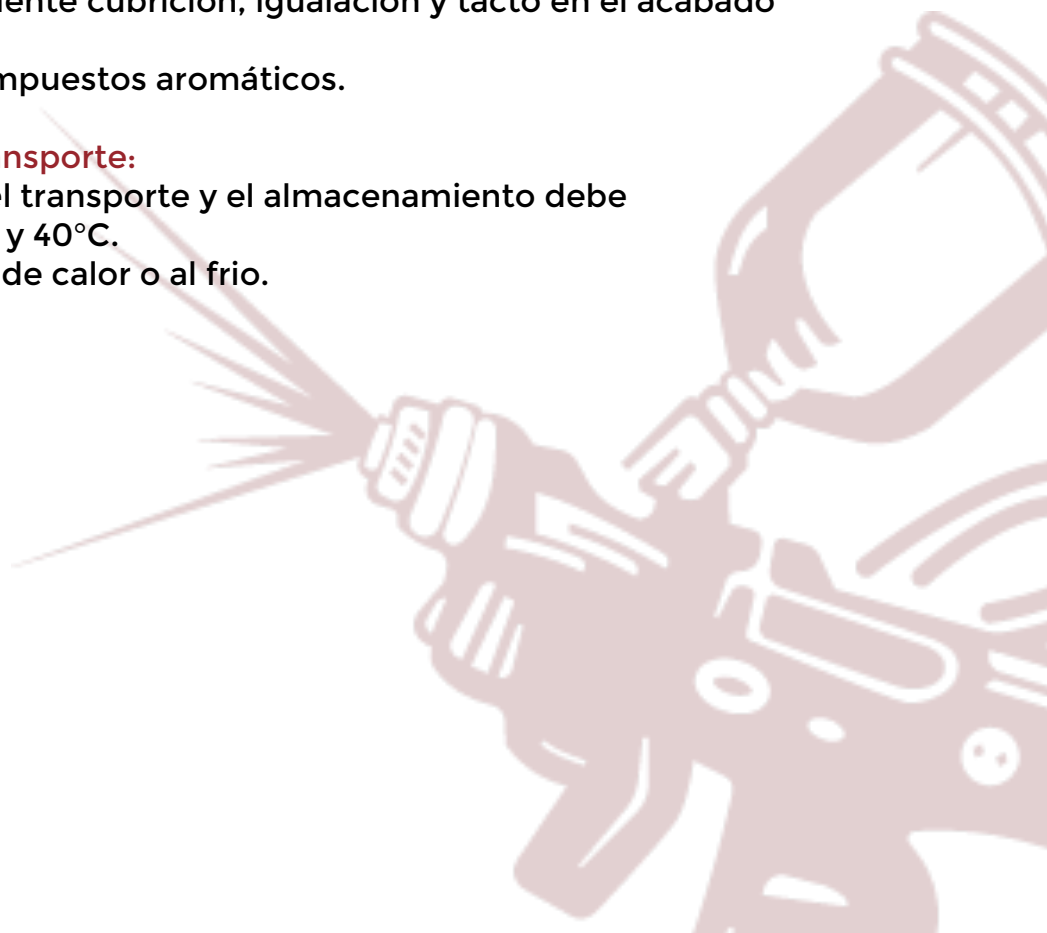 ente cubrición, igualación y tacto en el acabado
mpuestos aromáticos.
nsporte:
el transporte y el almacenamiento debe
y 40°C.
de calor o al frio.